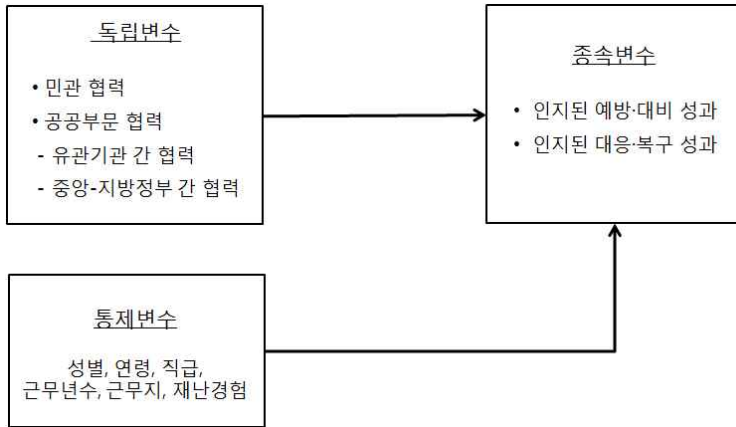 독립변수
• 민관 협력
• 공공부문 협력
- 유관기관 간 협력
- 중앙-지방정부 간 협력
종속변수
• 인지된 예방·대비 성과
• 인지된 대응·복구 성과
통제변수
성별, 연령, 직급,
근무년수, 근무지, 재난경험